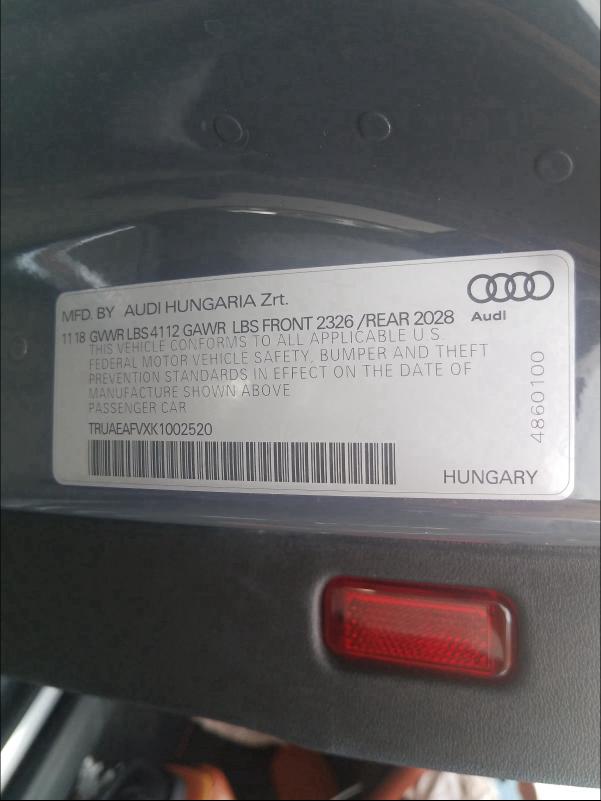 MFD. BY AUDI HUNGARIA Zrt.
Audi
11 18 GVWR LBS 4112 GAWR LBS FRONT 2326 /REAR 2028
THIS VEHICLE CONFORMS TO ALL APPLICABLE U S
FEDERAL MOTOR VEHICLE SAFETY, BUMPER AND THEFT
PREVENTION STANDARDS IN EFFECT ON THE DATE OF
MANUFACTURE SHOWN ABOVE
PASSENGER CAR
TRUAEAFVXK1002520
HUNGARY
4860100